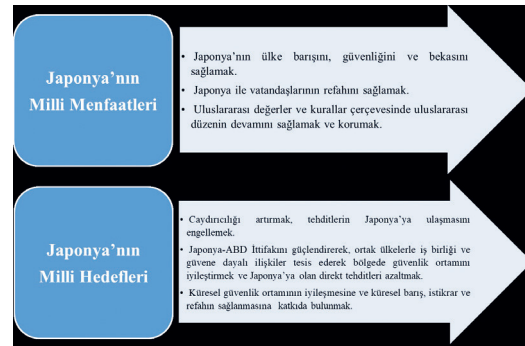 Japonya’nın
Milli Menfaatleri
• Japonya’nın ülke barışını, güvenliğini ve bekasını
sağlamak.
• Japonya ile vatandaşlarının refahını sağlamak.
• Uluslararası değerler ve kurallar çerçevesinde uluslararası
düzenin devamını sağlamak ve korumak.
Japonya’nın
Milli Hedefleri
• Caydırıcılığı artırmak, tehditlerin Japonya’ya ulaşmasını
engellemek.
• Japonya-ABD İttifakını güçlendirerek, ortak ülkelerle iş birliği ve
güvene dayalı ilişkiler tesis ederek bölgede güvenlik ortamını
iyileştirmek ve Japonya’ya olan direkt tehditleri azaltmak.
• Küresel güvenlik ortamının iyileşmesine ve küresel barış, istikrar ve
refahın sağlanmasına katkıda bulunmak.